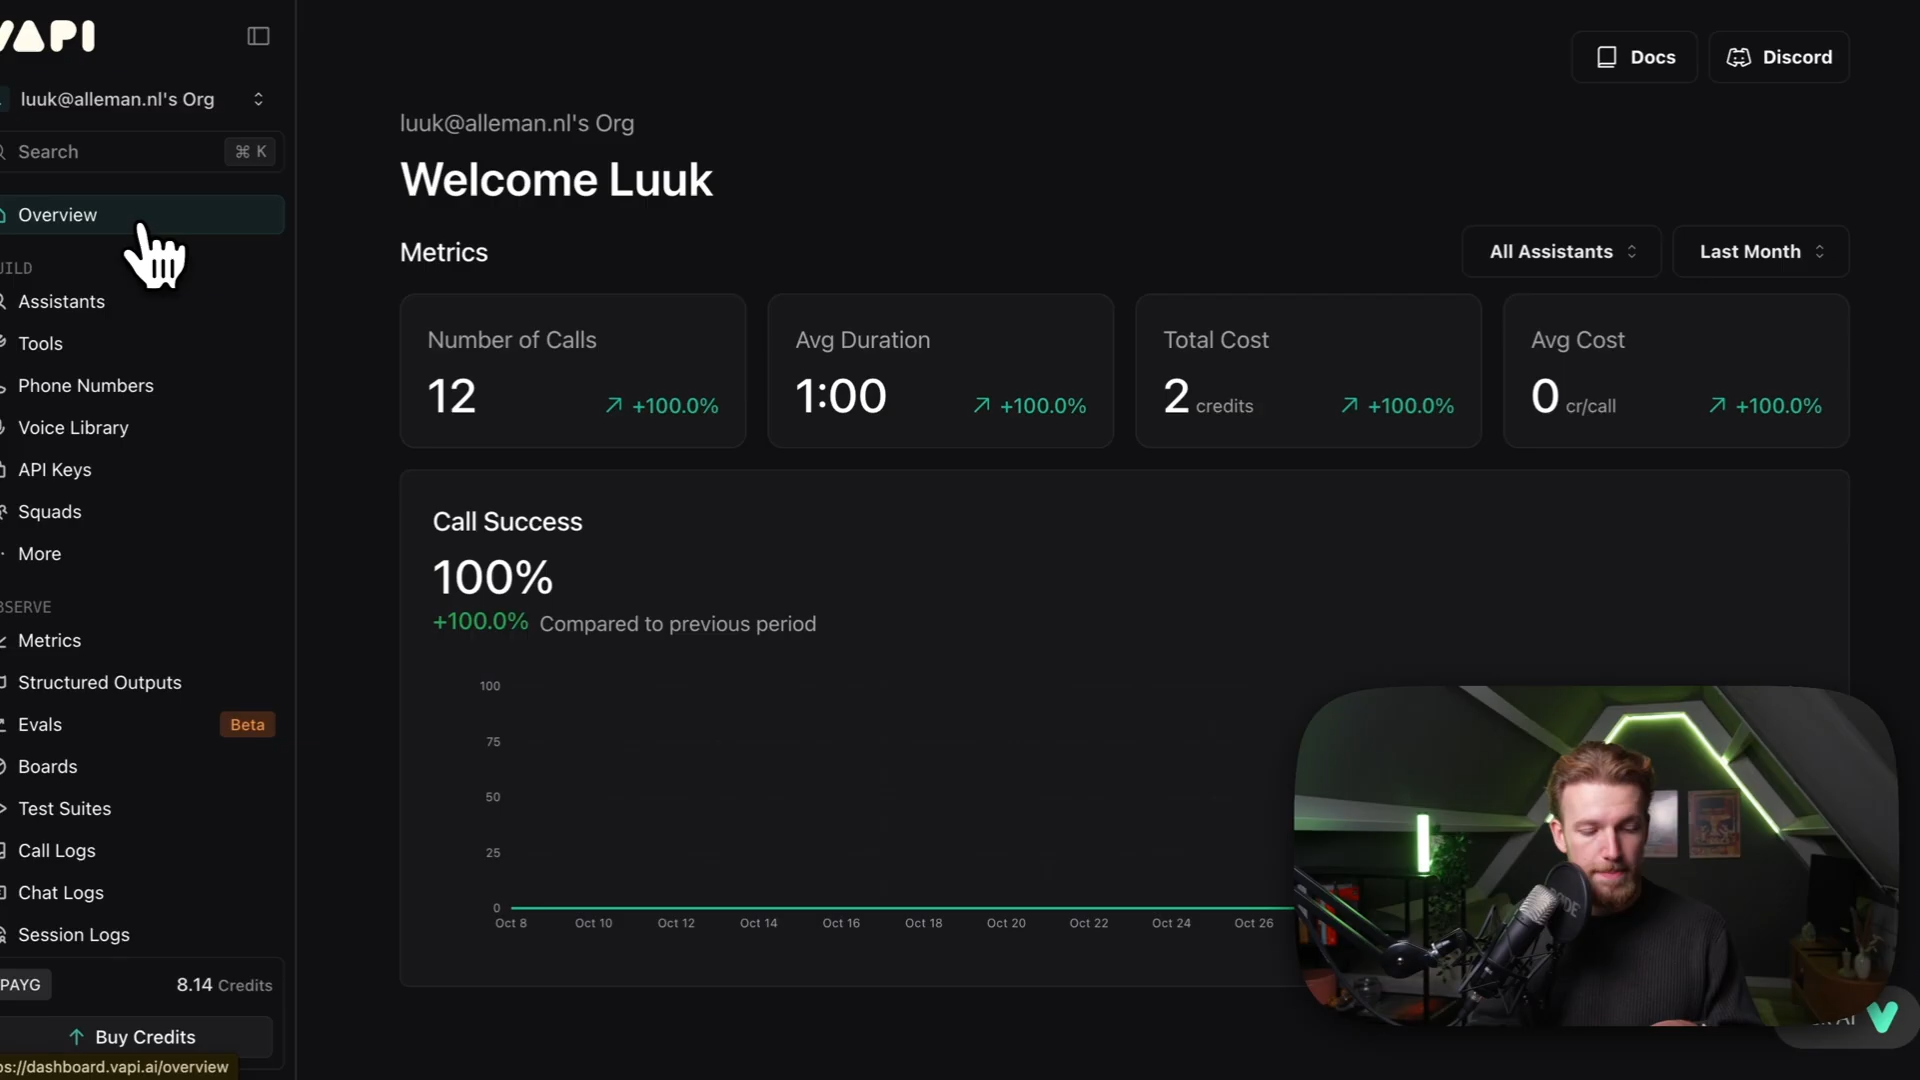 VAPI
luuk@alleman.nl's Org
Search
⌘ K
Overview
UILD
Assistants
Tools
Phone Numbers
Voice Library
API Keys
Squads
More
BSERVE
Metrics
Structured Outputs
Evals
Beta
Boards
Test Suites
Call Logs
Chat Logs
Session Logs
PAYG
8.14 Credits
Buy Credits
ps://dashboard.vapi.ai/overview
Docs
Discord
luuk@alleman.nl's Org
Welcome Luuk
Metrics
All Assistants
Last Month
Number of Calls
12
+100.0%
Avg Duration
1:00
+100.0%
Total Cost
2 credits
+100.0%
Avg Cost
0 cr/call
+100.0%
Call Success
100%
+100.0% Compared to previous period
100
75
50
25
0
Oct 8
Oct 10
Oct 12
Oct 14
Oct 16
Oct 18
Oct 20
Oct 22
Oct 24
Oct 26